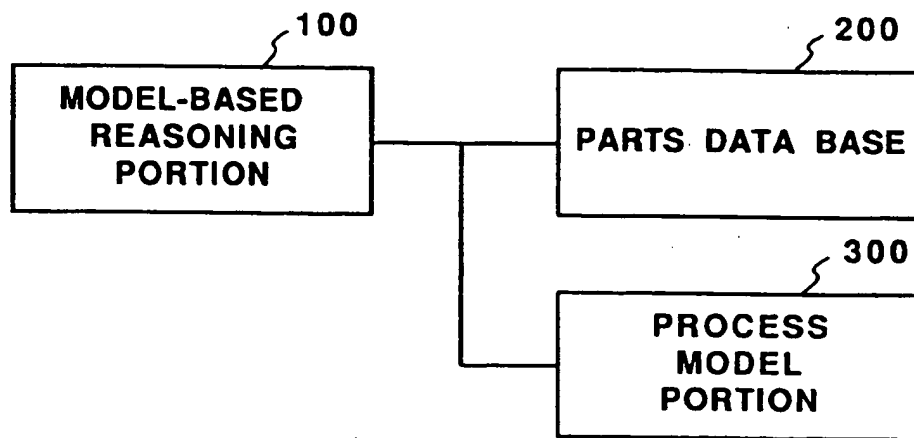 100
MODEL-BASED
REASONING
PORTION
200
PARTS DATA BASE
300
PROCESS
MODEL
PORTION